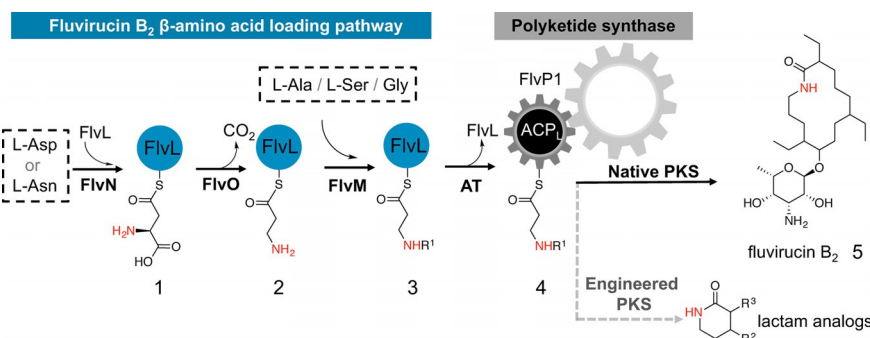 Fluvirucin B2 β-amino acid loading pathway
Polyketide synthase
L-Ala / L-Ser / Gly
FlvP1
L-Asp
or
L-Asn
FlvL
FlvN
FlvL
S
O
H2N
O
HO
1
CO2
FlvO
FlvL
S
O
NH2
2
FlvM
FlvL
S
O
NHR1
3
FlvL
AT
ACPL
S
O
NHR1
4
Native PKS
Engineered
PKS
O
NH
O
O
HO
OH
NH2
fluvirucin B2 5
O
HN
R3
R2
lactam analogs